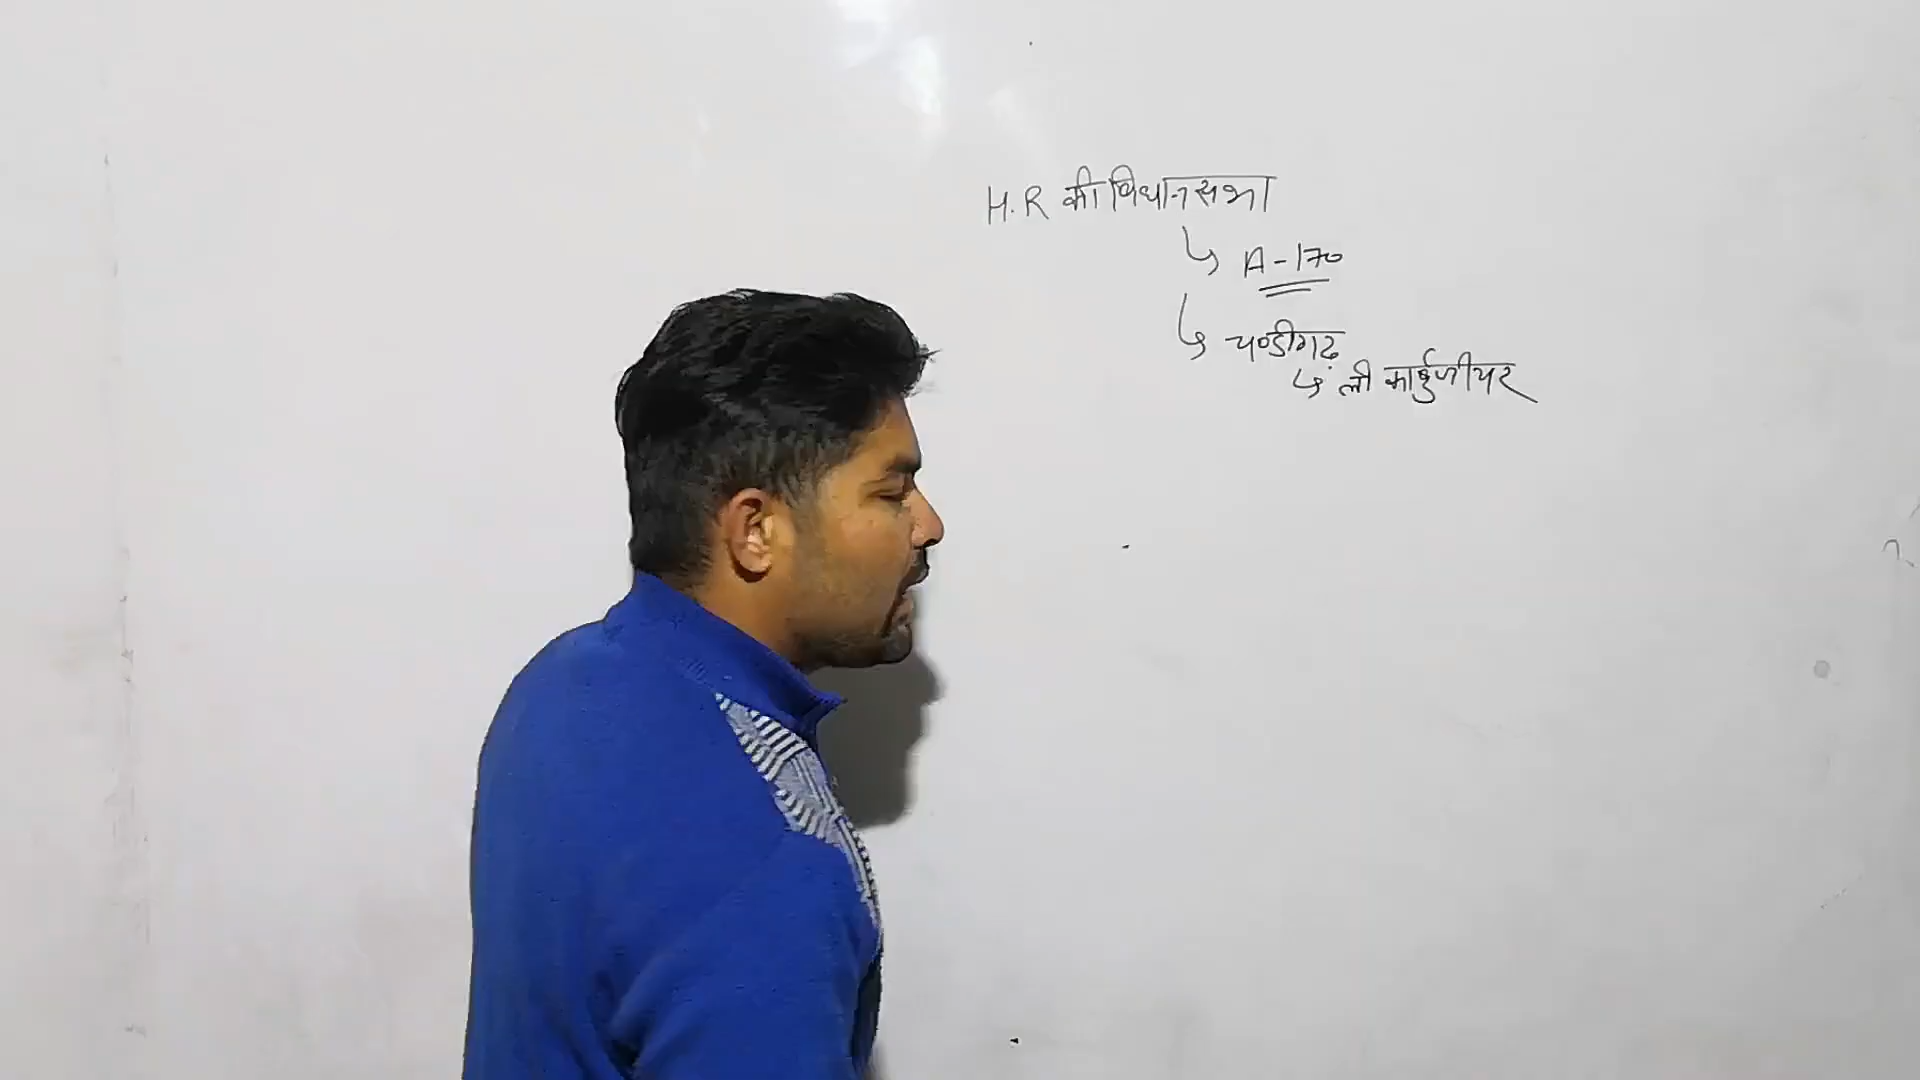 H.R की विधानसभा
↳ A-170
↳ चण्डीगढ़
↳ ली कार्बुजीयर